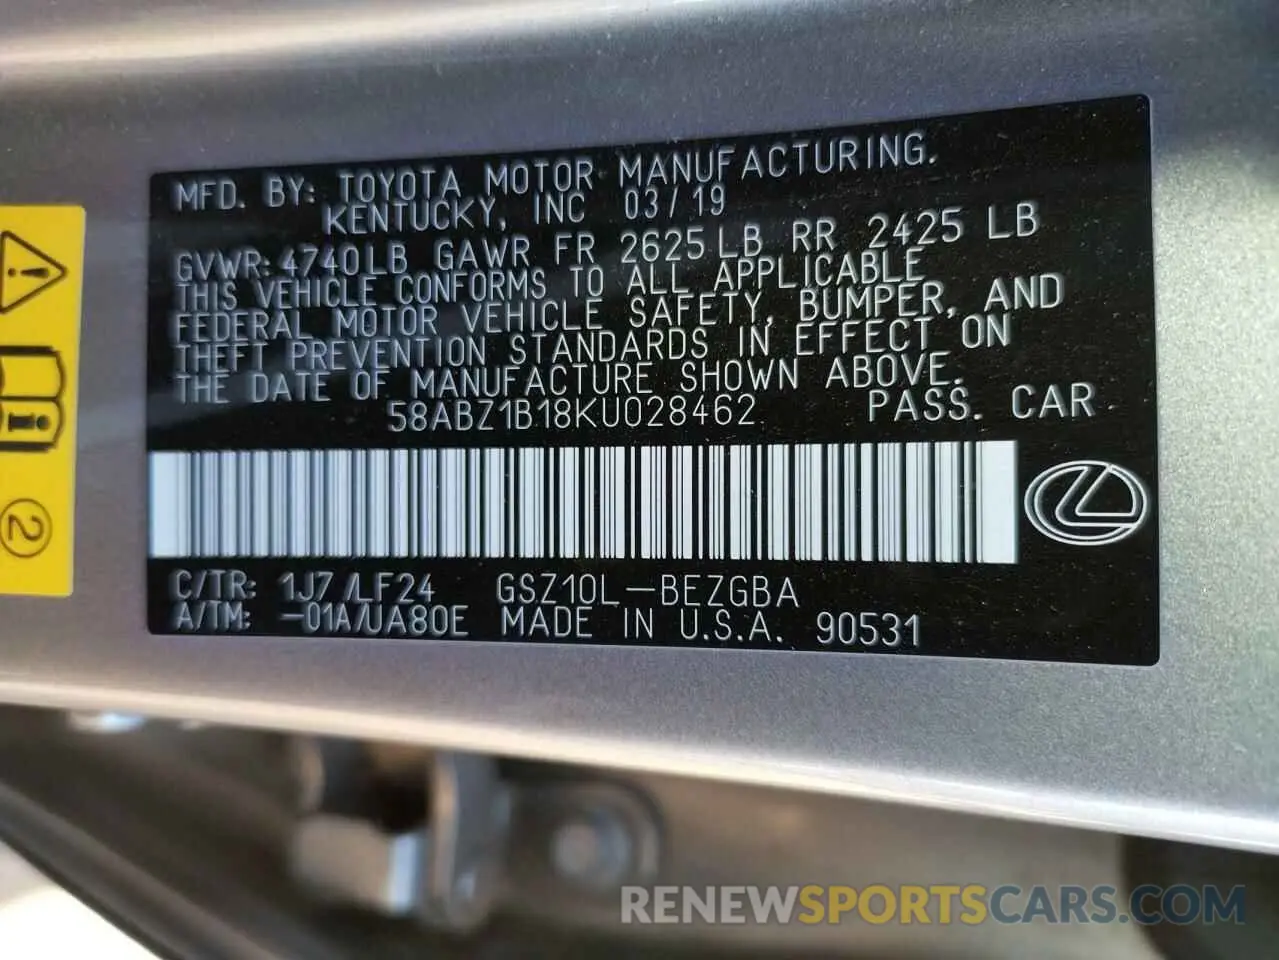 MFD. BY: TOYOTA MOTOR MANUFACTURING.
KENTUCKY, INC 03/19
GVWR: 4740LB GAWR FR 2625LB RR 2425 LB
THIS VEHICLE CONFORMS TO ALL APPLICABLE
FEDERAL MOTOR VEHICLE SAFETY, BUMPER, AND
THEFT PREVENTION STANDARDS IN EFFECT ON
THE DATE OF MANUFACTURE SHOWN ABOVE.
58ABZ1B18KU028462 PASS. CAR
C/TR: 1J7 /LF24 GSZ10L-BEZGBA
A/TM: -01A/UA80E MADE IN U.S.A. 90531
2
RENEWSPORTSCARS.COM